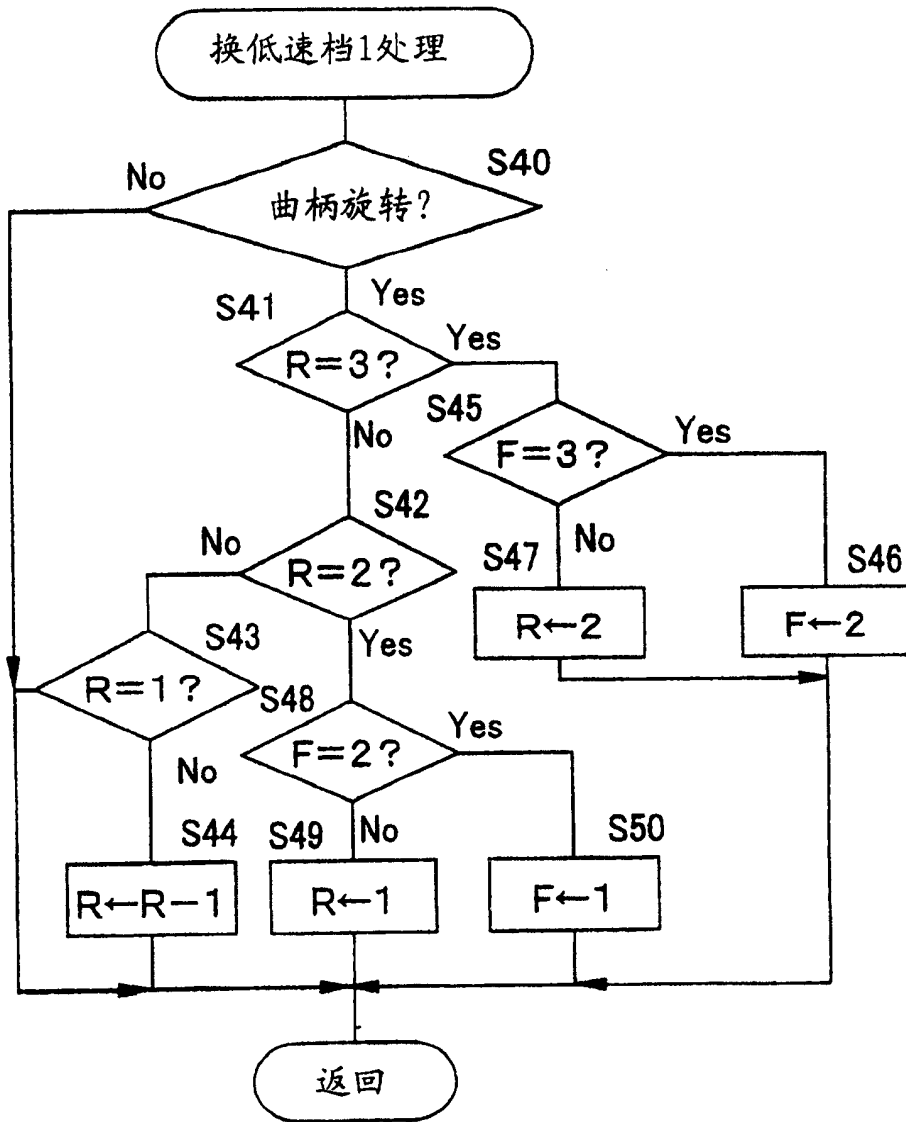 换低速档1处理
No
S40
曲柄旋转?
Yes
S41
Yes
R=3?
S45
No
Yes
F=3?
S42
No
No
S47
S46
R=2?
R←2
F←2
S43
Yes
R=1?
S48
Yes
F=2?
No
S44
S49
No
S50
R←R-1
R←1
F←1
返回